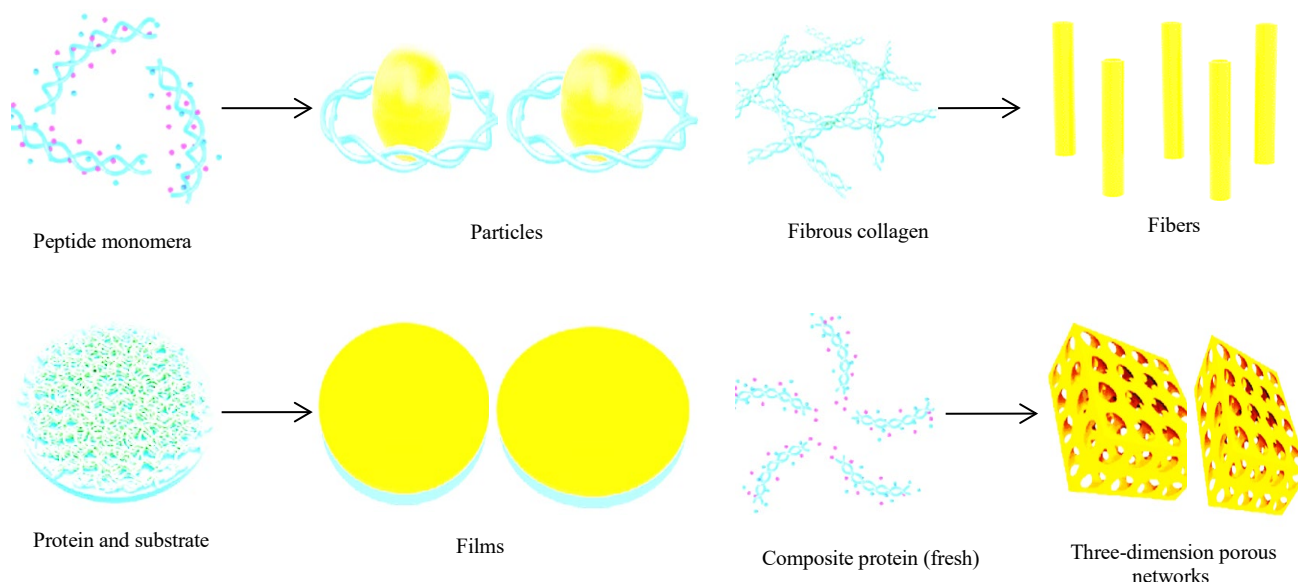 Peptide monomera
Particles
Fibrous collagen
Fibers
Protein and substrate
Films
Composite protein (fresh)
Three-dimension porous
networks